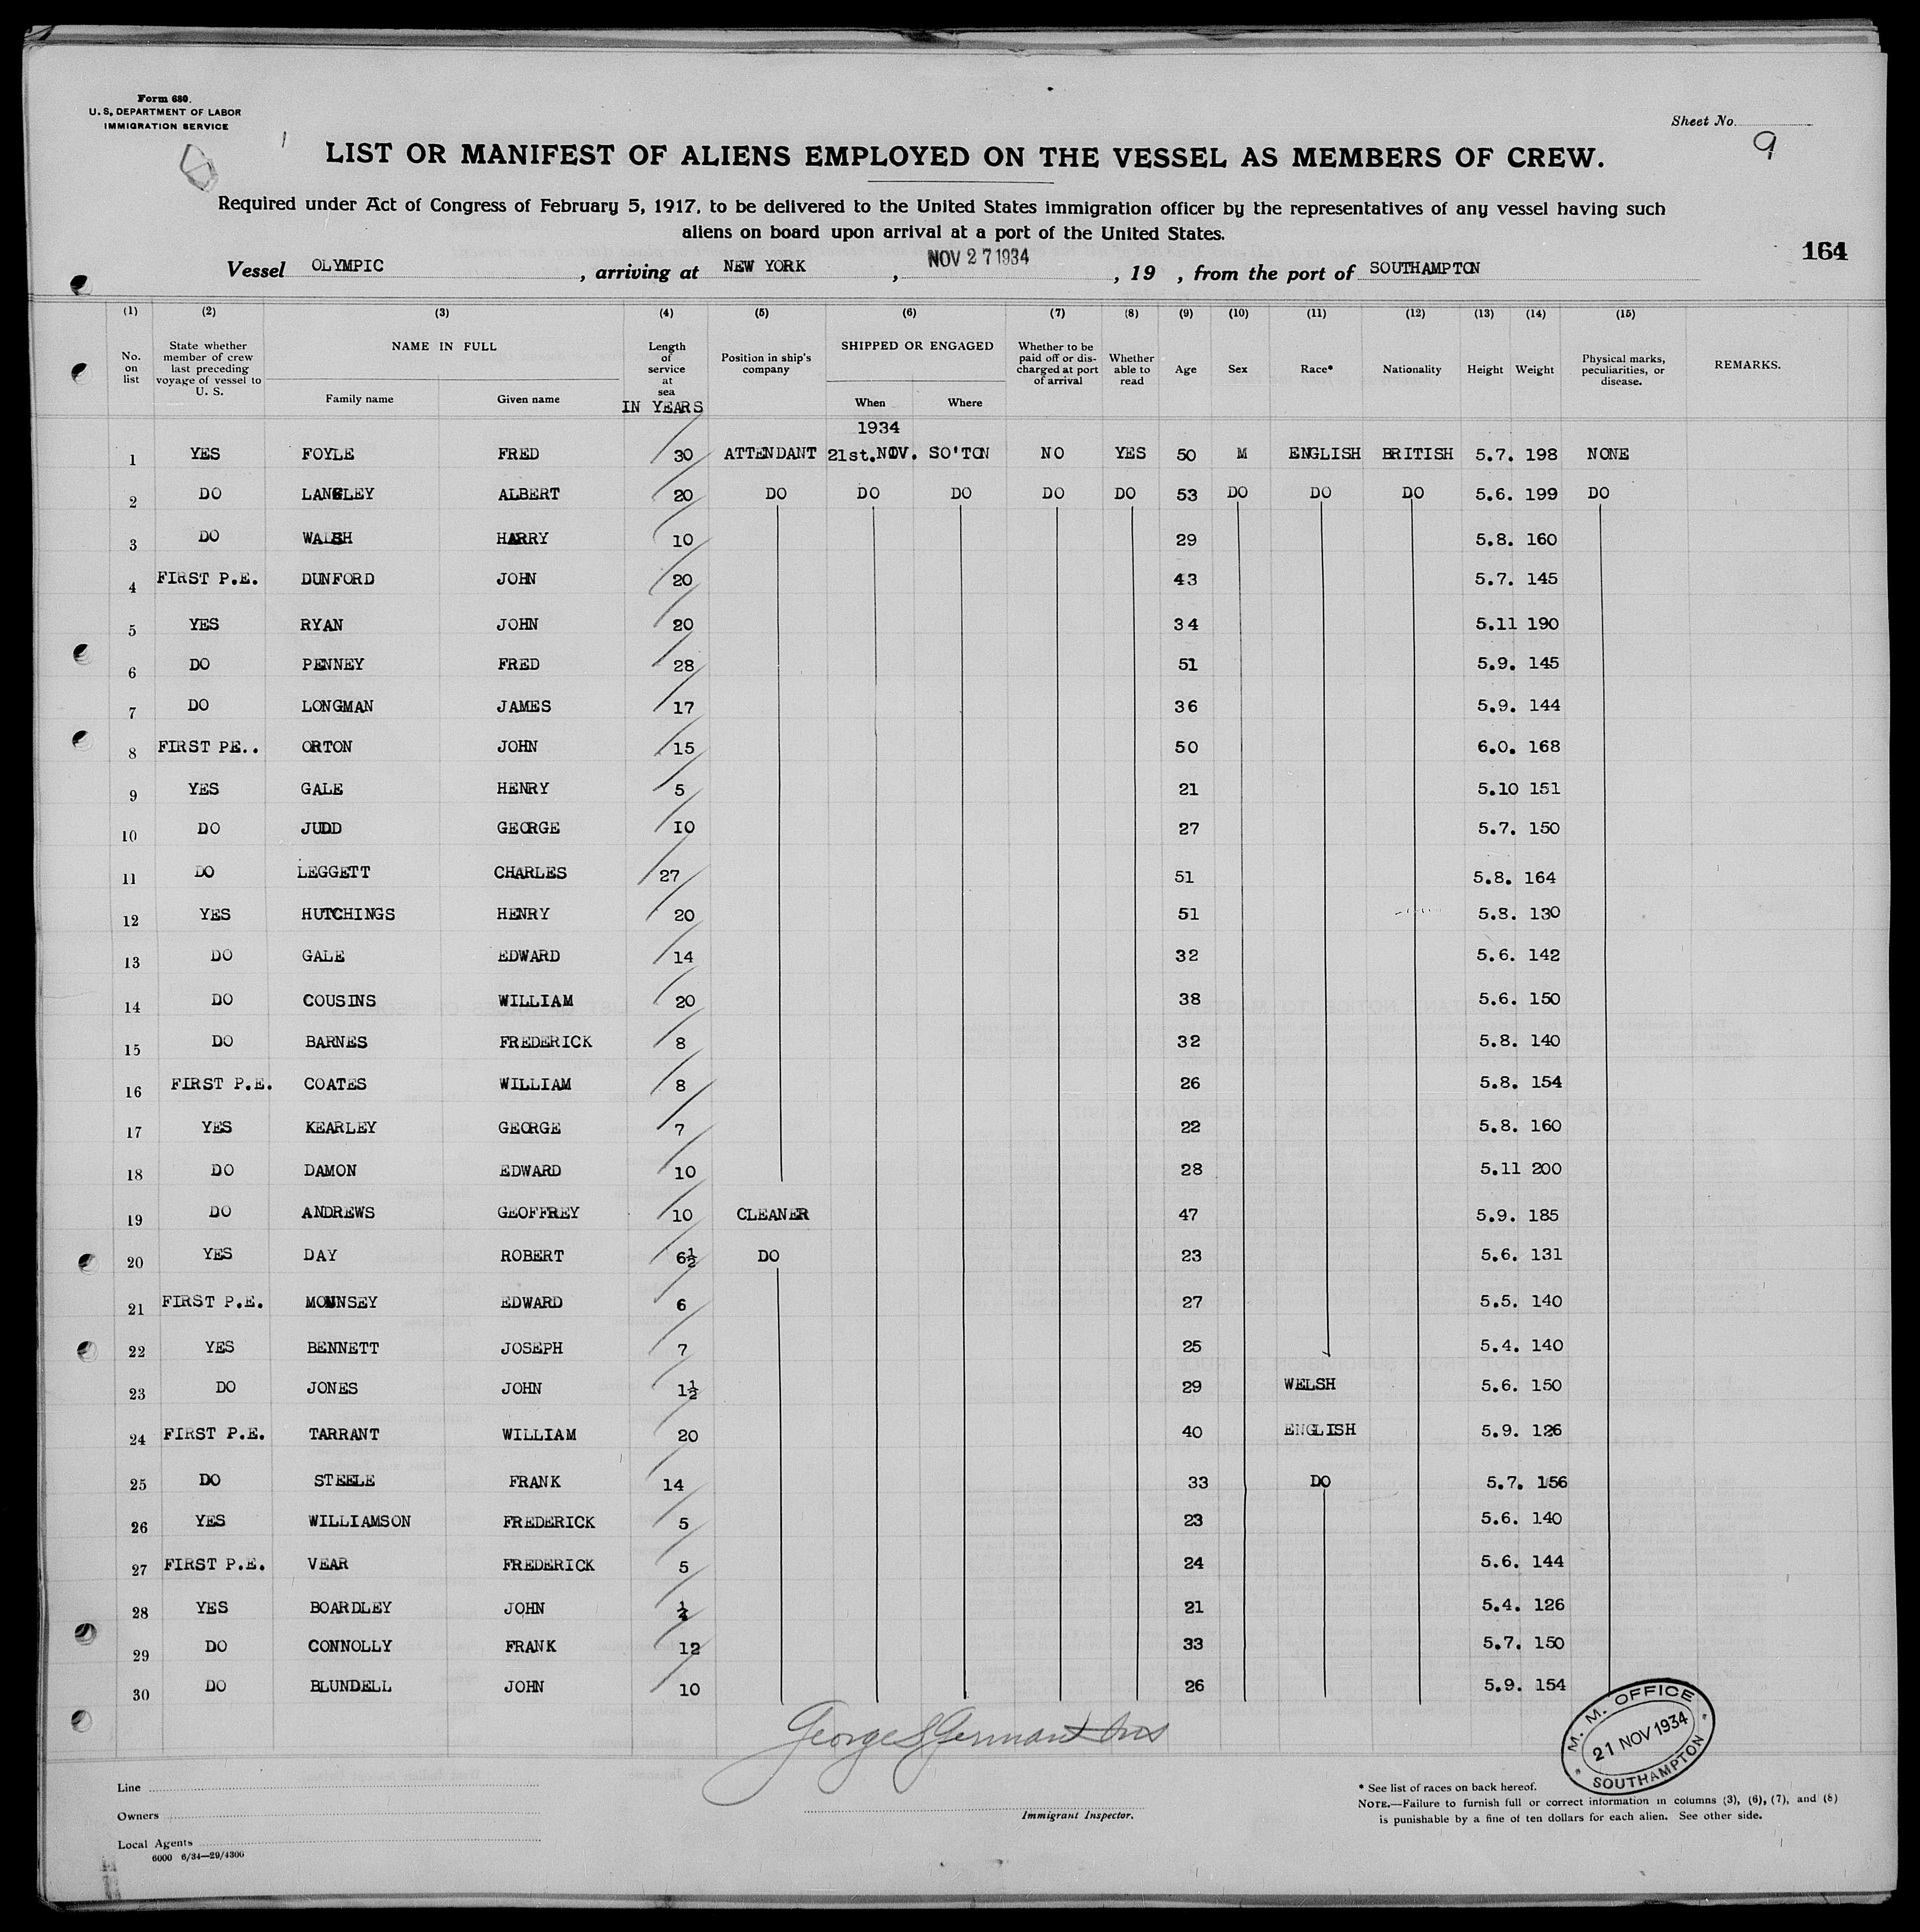 Form 680.
U. S. DEPARTMENT OF LABOR
IMMIGRATION SERVICE
Sheet No.
9
LIST OR MANIFEST OF ALIENS EMPLOYED ON THE VESSEL AS MEMBERS OF CREW.
Required under Act of Congress of February 5, 1917, to be delivered to the United States immigration officer by the representatives of any vessel having such
aliens on board upon arrival at a port of the United States.
164
Vessel OLYMPIC , arriving at NEW YORK , NOV 27 1934 , 19 , from the port of SOUTHAMPTON
(1) (2) (3) (4) (5) (6) (7) (8) (9) (10) (11) (12) (13) (14) (15)
No. on list State whether member of crew last preceding voyage of vessel to U. S. NAME IN FULL Family name Given name Length of service at sea IN YEARS Position in ship's company SHIPPED OR ENGAGED When Where Whether to be paid off or discharged at port of arrival Whether able to read Age Sex Race* Nationality Height Weight Physical marks, peculiarities, or disease. REMARKS.
1934
1 YES FOYLE FRED 30 ATTENDANT 21st.NOV. SO'TON NO YES 50 M ENGLISH BRITISH 5.7. 198 NONE
2 DO LANGLEY ALBERT 20 DO DO DO DO DO 53 DO DO DO 5.6. 199 DO
3 DO WALSH HARRY 10 29 5.8. 160
4 FIRST P.E. DUNFORD JOHN 20 43 5.7. 145
5 YES RYAN JOHN 20 34 5.11 190
6 DO PENNEY FRED 28 51 5.9. 145
7 DO LONGMAN JAMES 17 36 5.9. 144
8 FIRST PE.. ORTON JOHN 15 50 6.0. 168
9 YES GALE HENRY 5 21 5.10 151
10 DO JUDD GEORGE 10 27 5.7. 150
11 DO LEGGETT CHARLES 27 51 5.8. 164
12 YES HUTCHINGS HENRY 20 51 5.8. 130
13 DO GALE EDWARD 14 32 5.6. 142
14 DO COUSINS WILLIAM 20 38 5.6. 150
15 DO BARNES FREDERICK 8 32 5.8. 140
16 FIRST P.E. COATES WILLIAM 8 26 5.8. 154
17 YES KEARLEY GEORGE 7 22 5.8. 160
18 DO DAMON EDWARD 10 28 5.11 200
19 DO ANDREWS GEOFFREY 10 CLEANER 47 5.9. 185
20 YES DAY ROBERT 6½ DO 23 5.6. 131
21 FIRST P.E. MOUNSEY EDWARD 6 27 5.5. 140
22 YES BENNETT JOSEPH 7 25 5.4. 140
23 DO JONES JOHN 1½ 29 WELSH 5.6. 150
24 FIRST P.E. TARRANT WILLIAM 20 40 ENGLISH 5.9. 126
25 DO STEELE FRANK 14 33 DO 5.7. 156
26 YES WILLIAMSON FREDERICK 5 23 5.6. 140
27 FIRST P.E. VEAR FREDERICK 5 24 5.6. 144
28 YES BOARDLEY JOHN 21 5.4. 126
29 DO CONNOLLY FRANK 12 33 5.7. 150
30 DO BLUNDELL JOHN 10 26 5.9. 154
M. M. OFFICE
21 NOV 1934
SOUTHAMPTON
Line
Owners
Local Agents
6000 6/34—29/4306
Immigrant Inspector.
* See list of races on back hereof.
NOTE.—Failure to furnish full or correct information in columns (3), (6), (7), and (8)
is punishable by a fine of ten dollars for each alien. See other side.